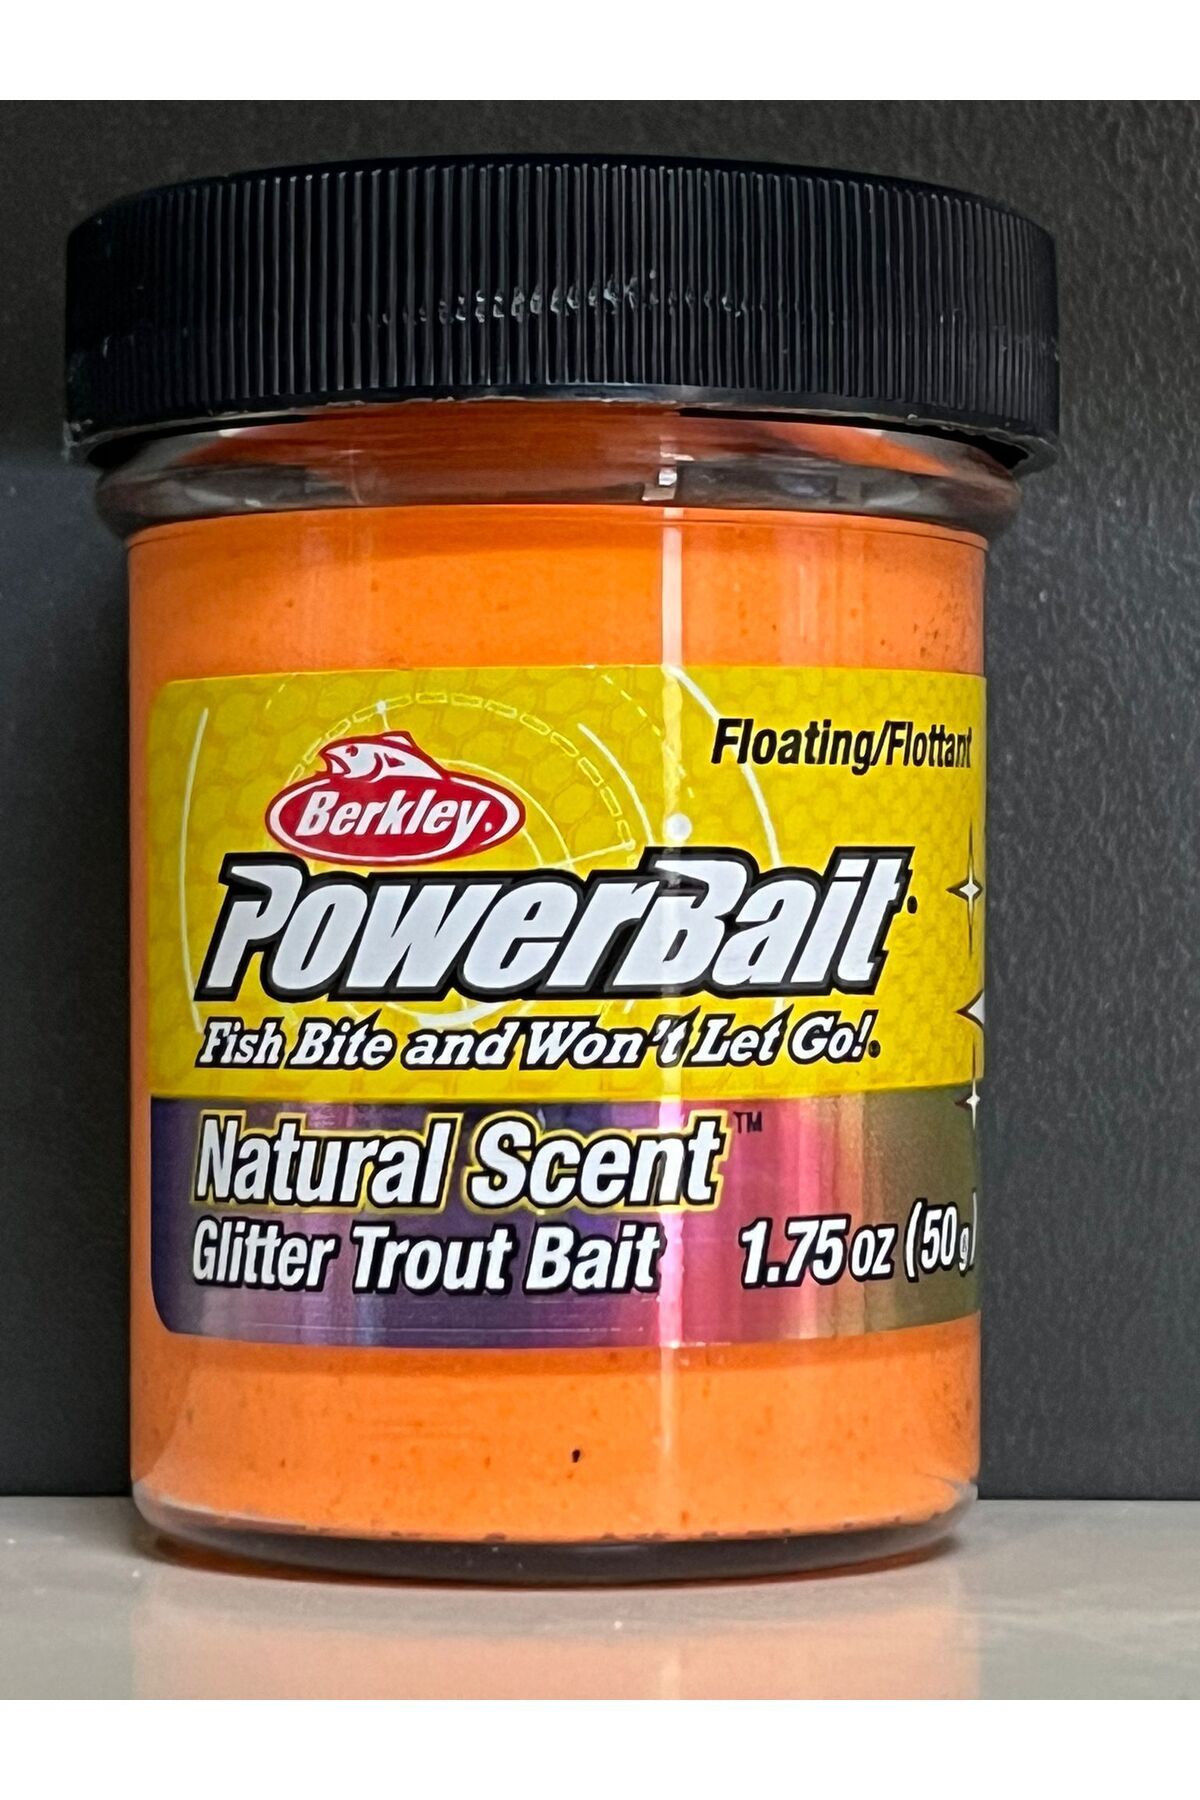 Floating/Flottant
Berkley
PowerBait
Fish Bite and Won't Let Go!
Natural Scent™
Glitter Trout Bait 1.75 oz (50g)